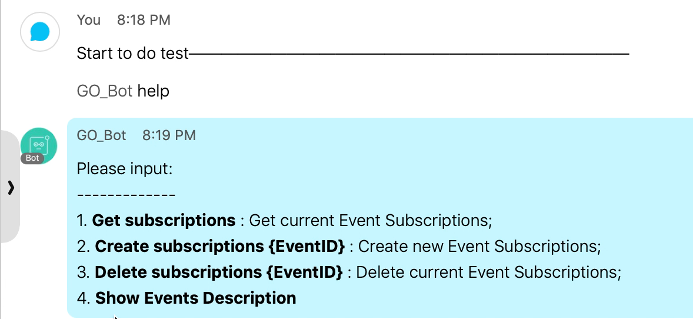 You 8:18 PM
Start to do test————————————————————————
GO_Bot help
GO_Bot 8:19 PM
Bot
Please input:
-------------
1. Get subscriptions : Get current Event Subscriptions;
2. Create subscriptions {EventID} : Create new Event Subscriptions;
3. Delete subscriptions {EventID} : Delete current Event Subscriptions;
4. Show Events Description